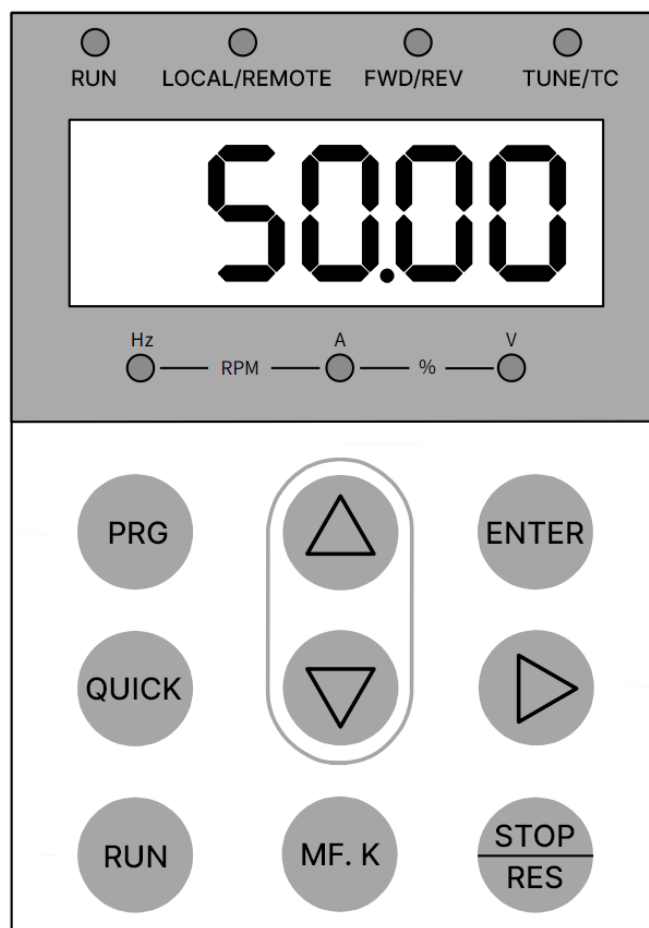 RUN LOCAL/REMOTE FWD/REV TUNE/TC
50.00
Hz A V
RPM %
PRG ENTER
QUICK
RUN MF. K STOP
RES